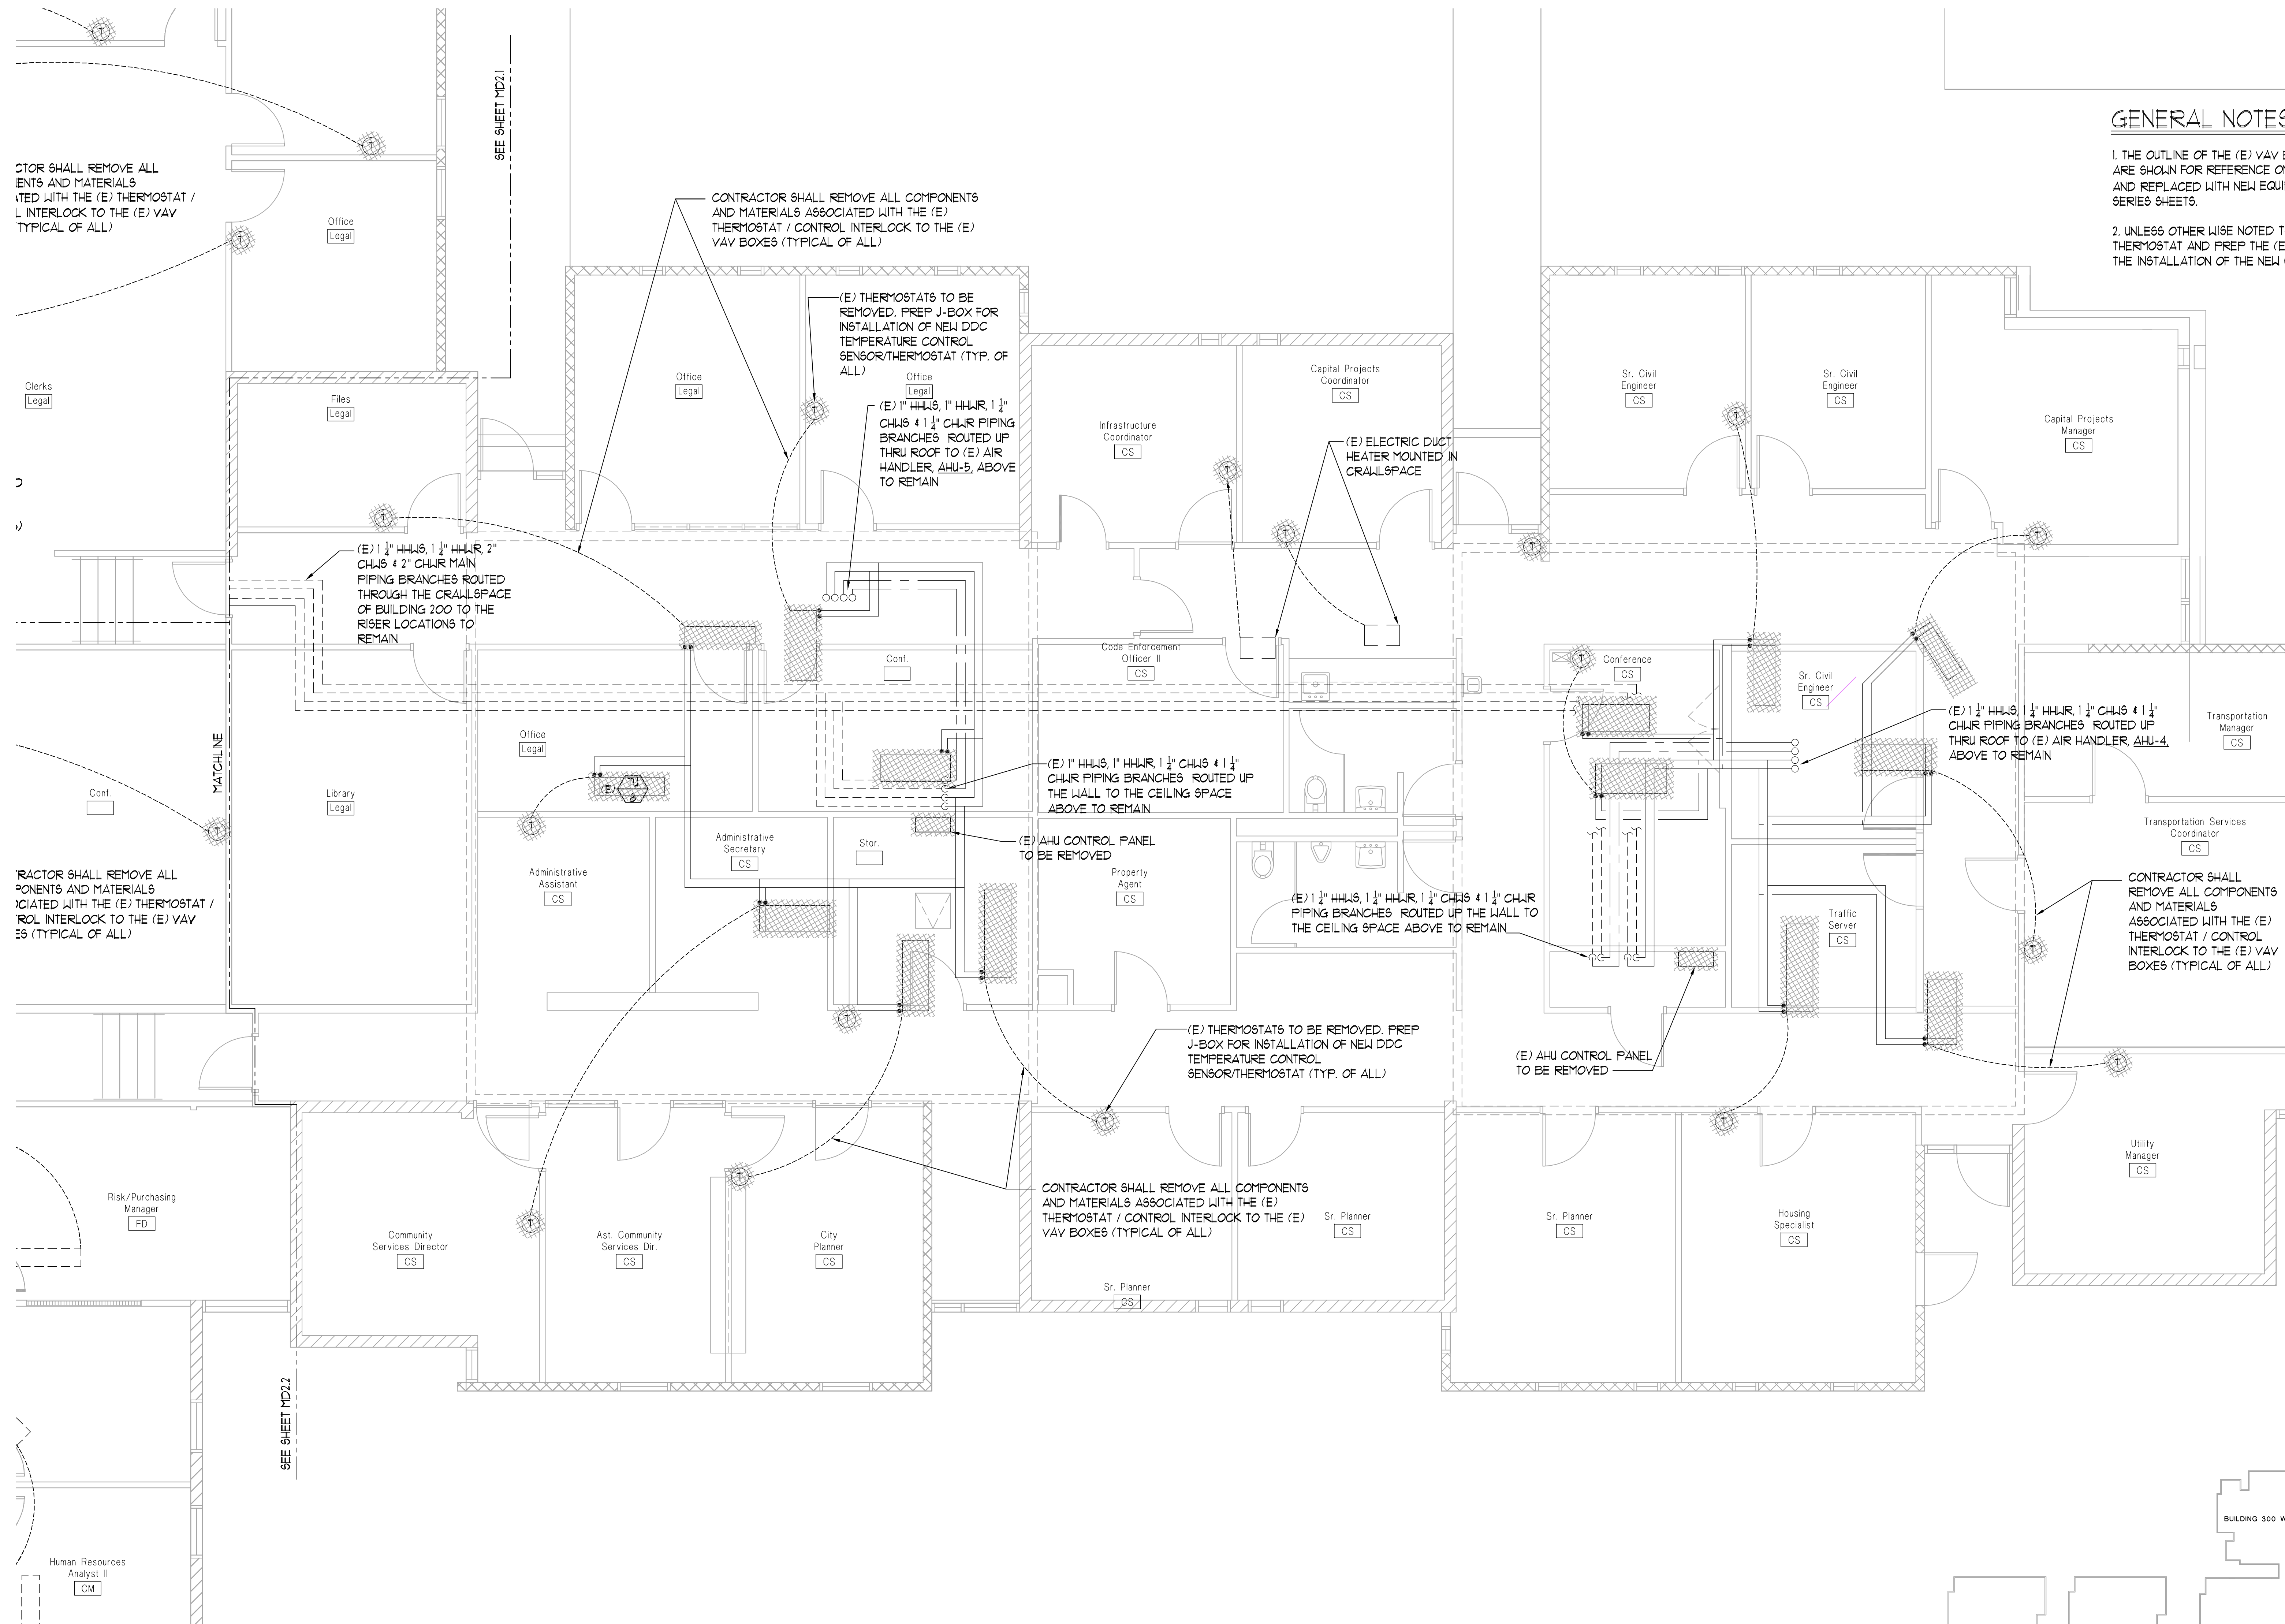 SEE SHEET MD2.1
GENERAL NOTES
1. THE OUTLINE OF THE (E) VAV
ARE SHOWN FOR REFERENCE
AND REPLACED WITH NEW
SERIES SHEETS.
2. UNLESS OTHER WISE NOTED
THERMOSTAT AND PREP THE
THE INSTALLATION OF THE NEW
SHALL REMOVE ALL
AND MATERIALS
WITH THE (E) THERMOSTAT /
INTERLOCK TO THE (E) VAV
TYPICAL OF ALL)
CONTRACTOR SHALL REMOVE ALL COMPONENTS
AND MATERIALS ASSOCIATED WITH THE (E)
THERMOSTAT / CONTROL INTERLOCK TO THE (E)
VAV BOXES (TYPICAL OF ALL)
Office
Legal
(E) THERMOSTATS TO BE
REMOVED. PREP J-BOX FOR
INSTALLATION OF NEW DDC
TEMPERATURE CONTROL
SENSOR/THERMOSTAT (TYP. OF
ALL)
Clerks
Legal
Files
Legal
Office
Legal
Office
Legal
(E) 1" HHWS, 1" HHWR, 1 1/4"
CHWS & 1 1/4" CHWR PIPING
BRANCHES ROUTED UP
THRU ROOF TO (E) AIR
HANDLER, AHU-5, ABOVE
TO REMAIN
Infrastructure
Coordinator
CS
Capital Projects
Coordinator
CS
(E) ELECTRIC DUCT
HEATER MOUNTED IN
CRAWLSPACE
Sr. Civil
Engineer
CS
Sr. Civil
Engineer
CS
Capital Projects
Manager
CS
(E) 1 1/4" HHWS, 1 1/4" HHWR, 2"
CHWS & 2" CHWR MAIN
PIPING BRANCHES ROUTED
THROUGH THE CRAWLSPACE
OF BUILDING 200 TO THE
RISER LOCATIONS TO
REMAIN
Conf.
Code Enforcement
Officer II
CS
Conference
CS
Sr. Civil
Engineer
CS
(E) 1 1/4" HHWS, 1 1/4" HHWR, 1 1/4" CHWS & 1 1/4"
CHWR PIPING BRANCHES ROUTED UP
THRU ROOF TO (E) AIR HANDLER, AHU-4,
ABOVE TO REMAIN
Transportation
Manager
CS
MATCHLINE
Office
Legal
(E) TU
8
(E) 1" HHWS, 1" HHWR, 1 1/4" CHWS & 1 1/4"
CHWR PIPING BRANCHES ROUTED UP
THE WALL TO THE CEILING SPACE
ABOVE TO REMAIN
Conf.
Library
Legal
(E) AHU CONTROL PANEL
TO BE REMOVED
Administrative
Secretary
CS
Stor.
Administrative
Assistant
CS
Property
Agent
CS
Transportation Services
Coordinator
CS
SHALL REMOVE ALL
AND MATERIALS
WITH THE (E) THERMOSTAT /
INTERLOCK TO THE (E) VAV
(TYPICAL OF ALL)
(E) 1 1/4" HHWS, 1 1/4" HHWR, 1 1/4" CHWS & 1 1/4" CHWR
PIPING BRANCHES ROUTED UP THE WALL TO
THE CEILING SPACE ABOVE TO REMAIN
Traffic
Server
CS
CONTRACTOR SHALL
REMOVE ALL COMPONENTS
AND MATERIALS
ASSOCIATED WITH THE (E)
THERMOSTAT / CONTROL
INTERLOCK TO THE (E) VAV
BOXES (TYPICAL OF ALL)
(E) THERMOSTATS TO BE REMOVED. PREP
J-BOX FOR INSTALLATION OF NEW DDC
TEMPERATURE CONTROL
SENSOR/THERMOSTAT (TYP. OF ALL)
(E) AHU CONTROL PANEL
TO BE REMOVED
CONTRACTOR SHALL REMOVE ALL COMPONENTS
AND MATERIALS ASSOCIATED WITH THE (E)
THERMOSTAT / CONTROL INTERLOCK TO THE (E)
VAV BOXES (TYPICAL OF ALL)
Risk/Purchasing
Manager
FD
Community
Services Director
CS
Ast. Community
Services Dir.
CS
City
Planner
CS
Sr. Planner
CS
Sr. Planner
CS
Sr. Planner
CS
Housing
Specialist
CS
Utility
Manager
CS
SEE SHEET MD2.2
BUILDING 300
Human Resources
Analyst II
CM